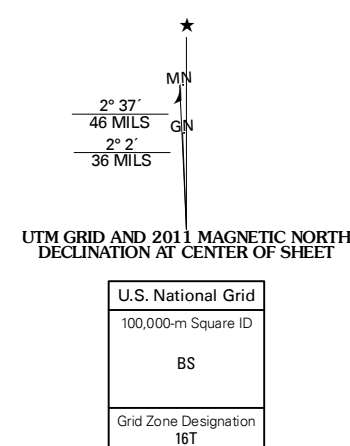 ★
MN
2° 37´
46 MILS
GN
2° 2´
36 MILS
UTM GRID AND 2011 MAGNETIC NORTH
DECLINATION AT CENTER OF SHEET
U.S. National Grid
100,000-m Square ID
BS
Grid Zone Designation
16T